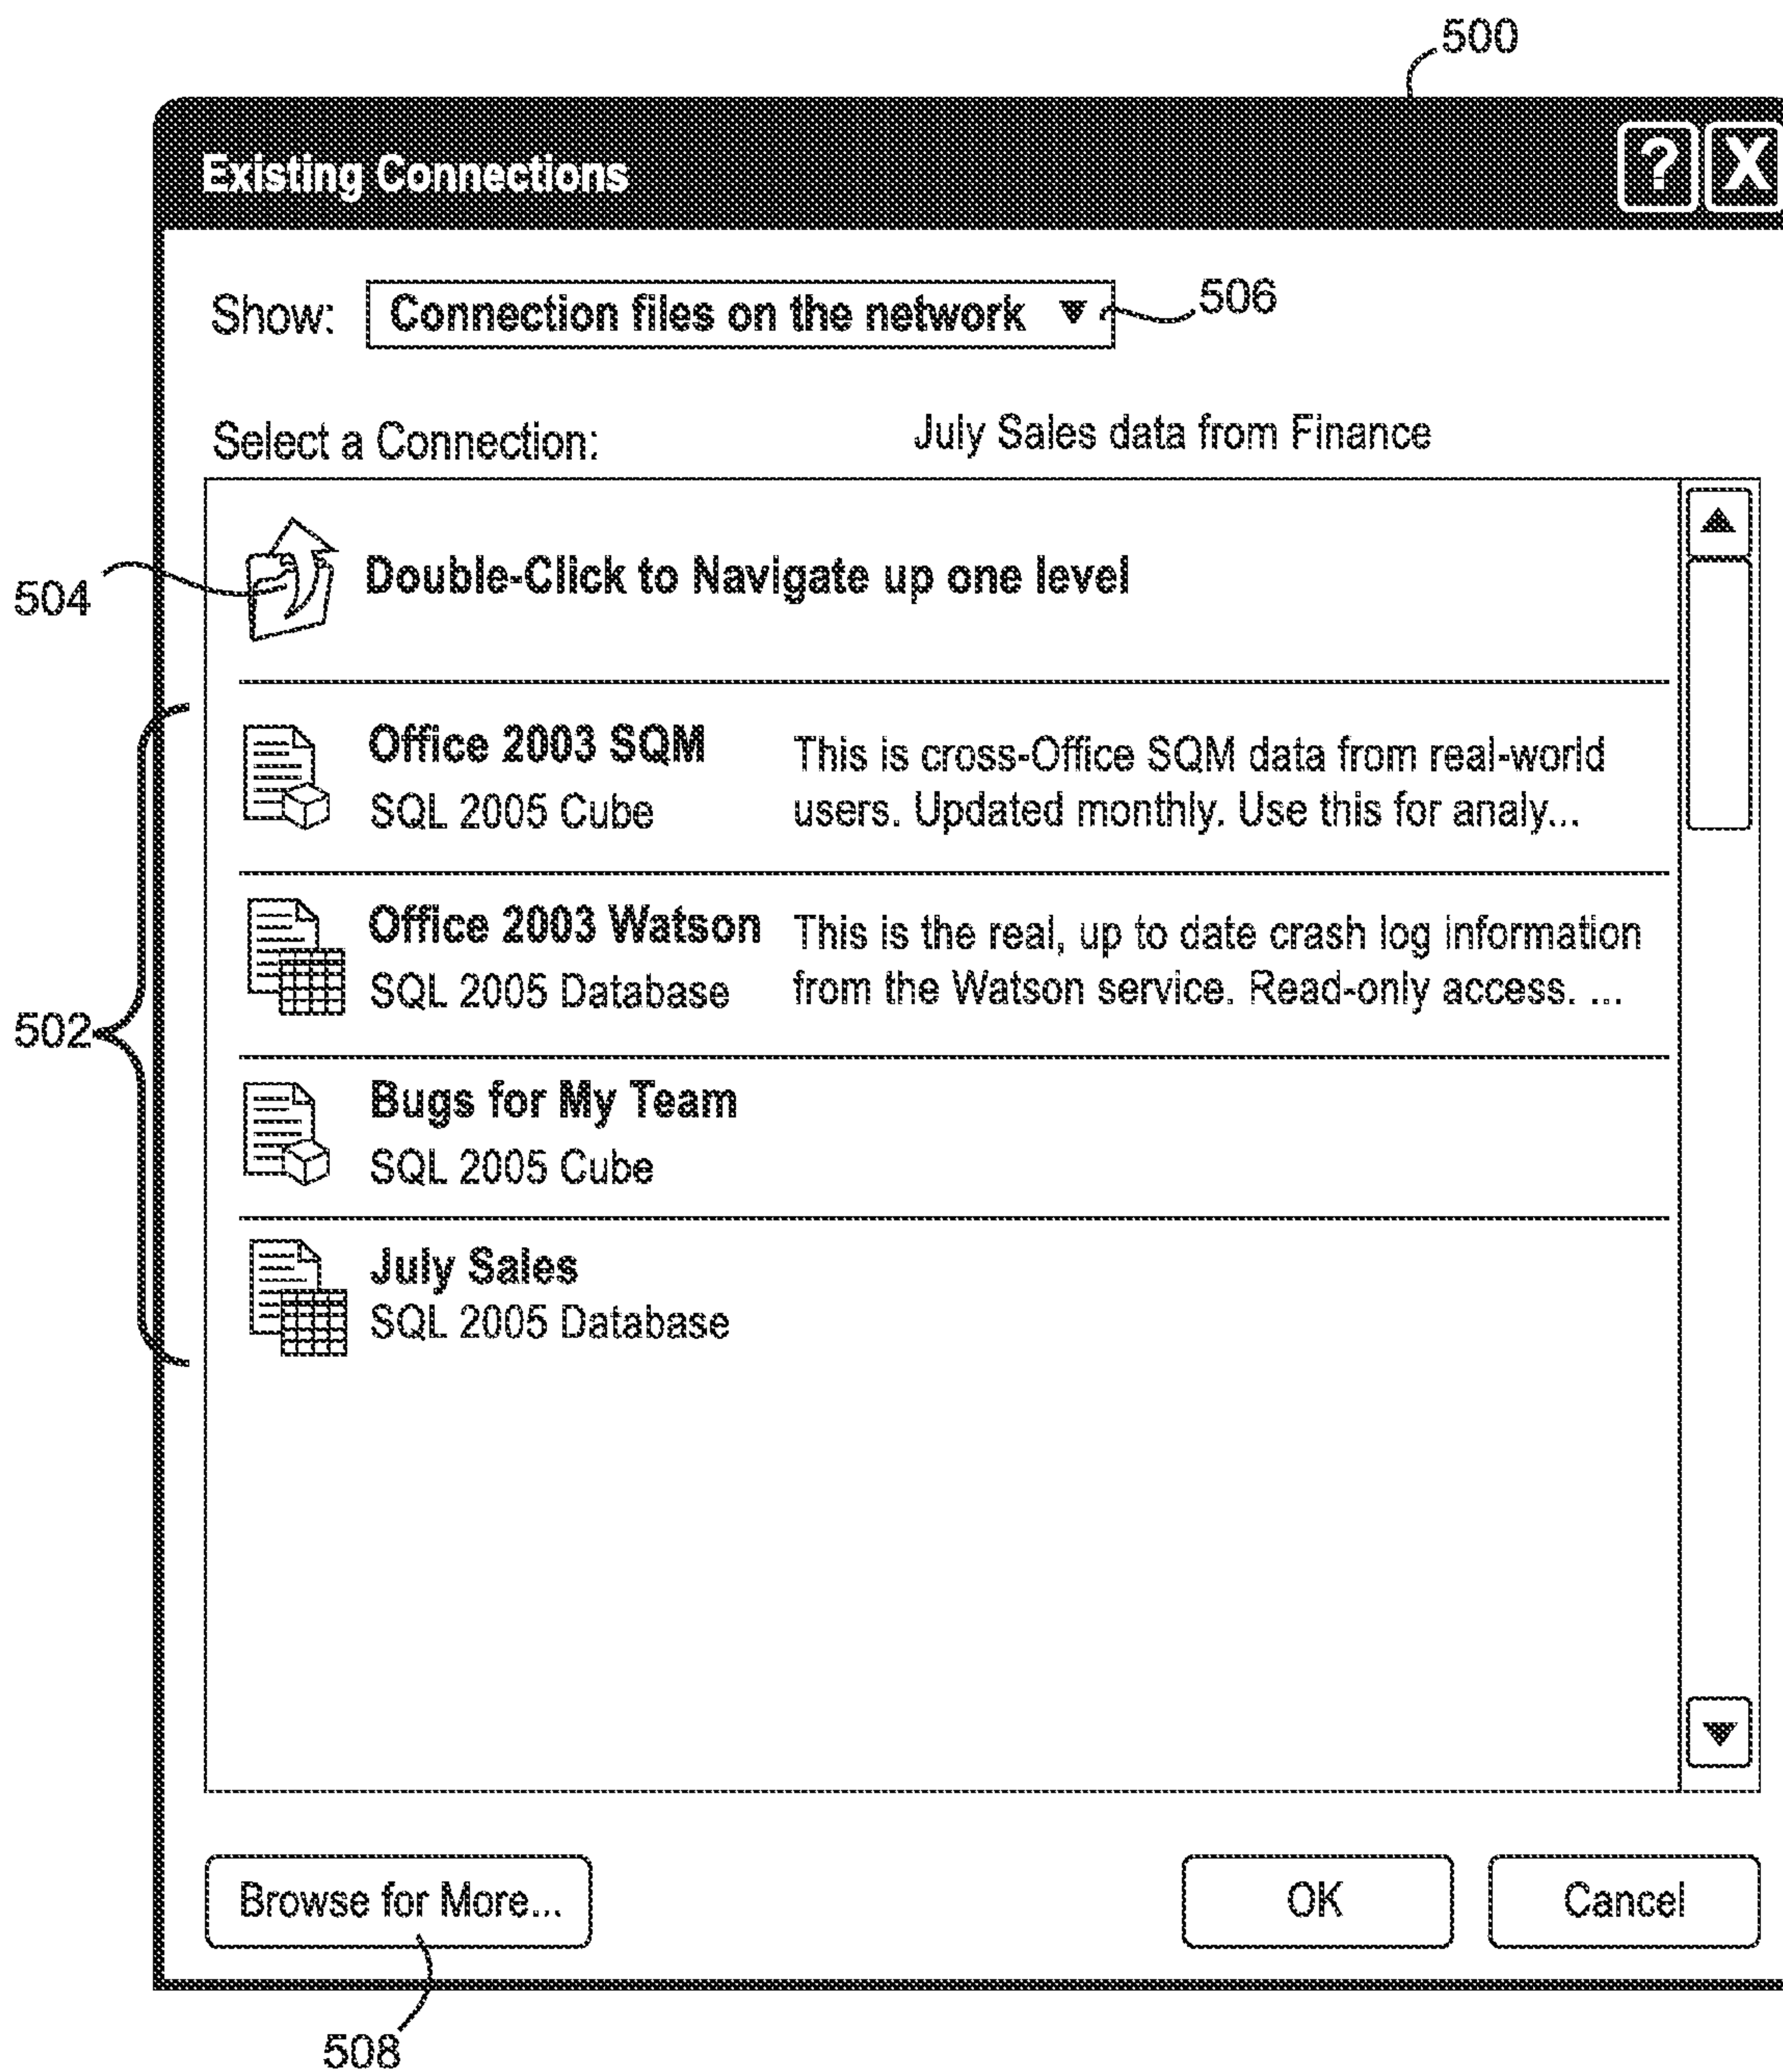 500
Existing Connections ? X
Show: Connection files on the network 506
Select a Connection: July Sales data from Finance
504 Double-Click to Navigate up one level
Office 2003 SQM
SQL 2005 Cube
This is cross-Office SQM data from real-world
users. Updated monthly. Use this for analy...
Office 2003 Watson
SQL 2005 Database
This is the real, up to date crash log information
from the Watson service. Read-only access. ...
502
Bugs for My Team
SQL 2005 Cube
July Sales
SQL 2005 Database
Browse for More... OK Cancel
508